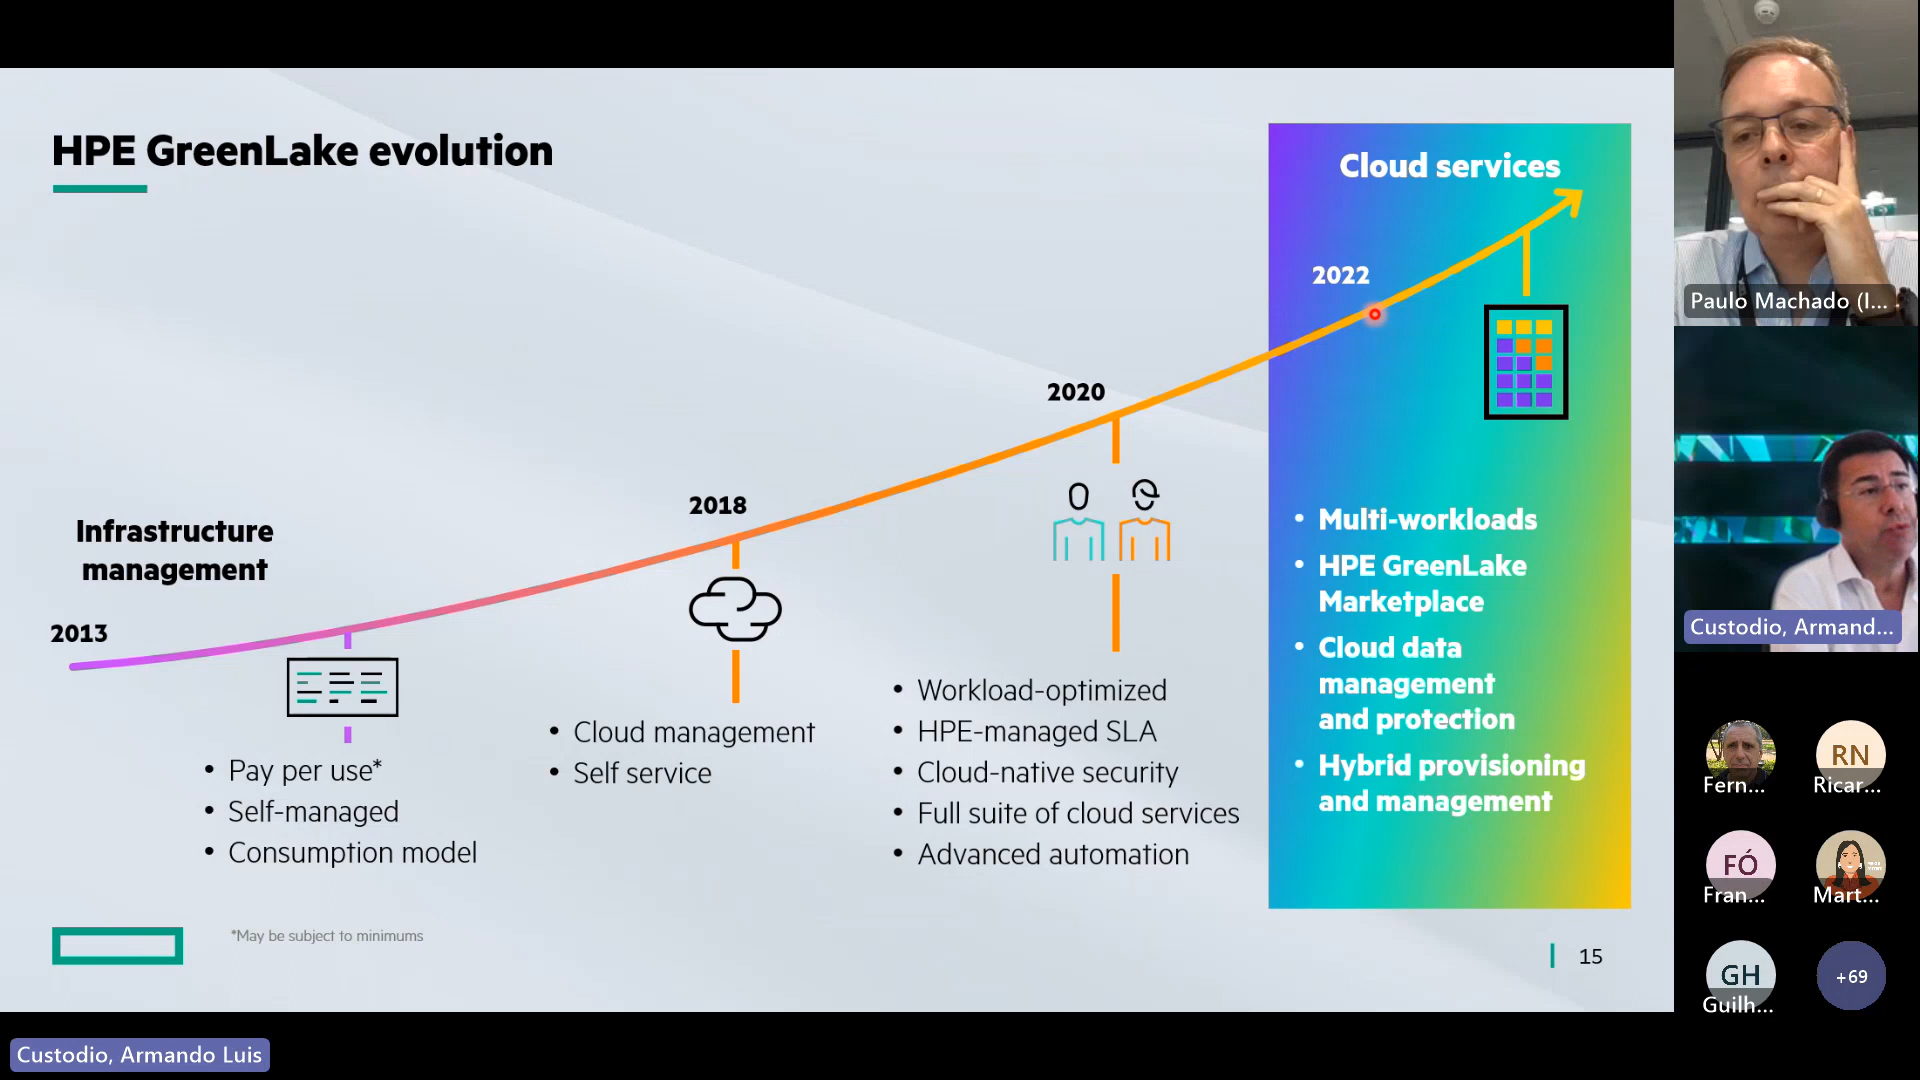 HPE GreenLake evolution
Cloud services
2022
2020
2018
Infrastructure
management
2013
• Pay per use*
• Self-managed
• Consumption model
• Cloud management
• Self service
• Workload-optimized
• HPE-managed SLA
• Cloud-native security
• Full suite of cloud services
• Advanced automation
• Multi-workloads
• HPE GreenLake
Marketplace
• Cloud data
management
and protection
• Hybrid provisioning
and management
*May be subject to minimums
15
Paulo Machado (I...
Custodio, Armand...
Fern...
RN
Ricar...
FÓ
Fran...
Mart...
GH
Guilh...
+69
Custodio, Armando Luis